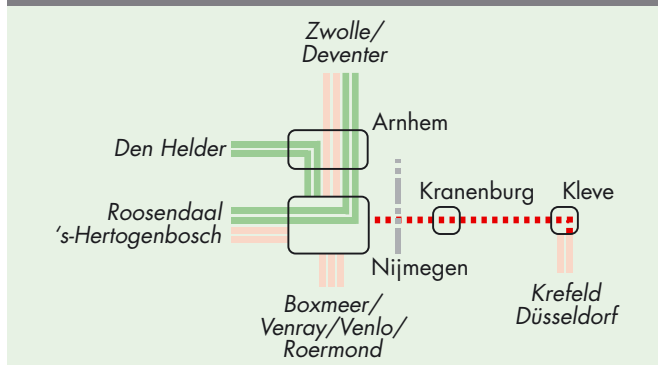 Zwolle/
Deventer
Arnhem
Den Helder
Kranenburg
Kleve
Roosendaal
's-Hertogenbosch
Nijmegen
Boxmeer/
Venray/Venlo/
Roermond
Krefeld
Düsseldorf